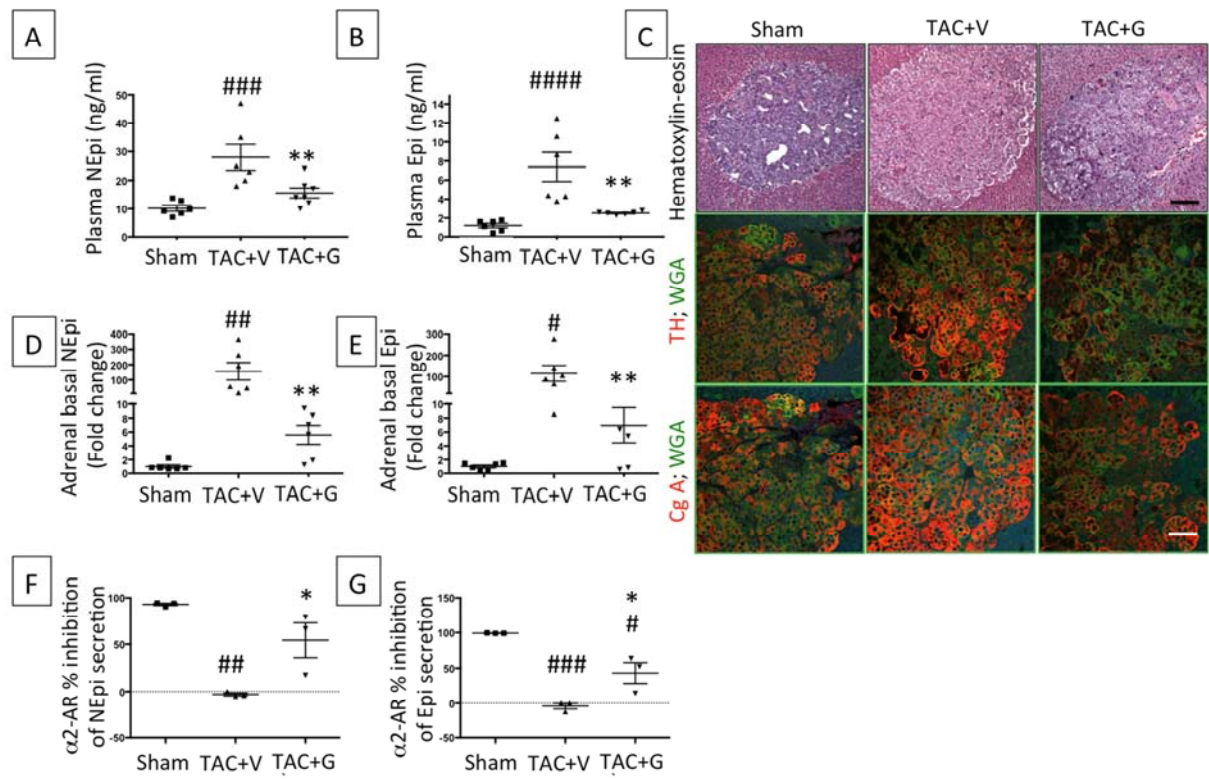 A
Plasma NEpi (ng/ml)
50
40
30
20
10
0
###
**
Sham TAC+V TAC+G
B
Plasma Epi (ng/ml)
14
12
10
8
6
4
2
0
####
**
Sham TAC+V TAC+G
C
Sham TAC+V TAC+G
Hematoxylin-eosin
TH; WGA
Cg A; WGA
D
Adrenal basal NEpi
(Fold change)
400
300
200
100
10
8
6
4
2
0
##
**
Sham TAC+V TAC+G
E
Adrenal basal Epi
(Fold change)
300
200
100
10
8
6
4
2
0
#
**
Sham TAC+V TAC+G
F
α2-AR % inhibition
of NEpi secretion
100
50
0
-50
##
*
Sham TAC+V TAC+G
G
α2-AR % inhibition
of Epi secretion
150
100
50
0
-50
###
*
#
Sham TAC+V TAC+G